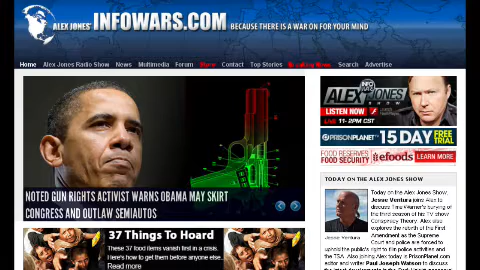 ALEX JONES' INFOWARS.COM BECAUSE THERE IS A WAR ON FOR YOUR MIND
Home Alex Jones Radio Show News Multimedia Forum Store Contact Top Stories Breaking News Search Advertise
NOTED GUN RIGHTS ACTIVIST WARNS OBAMA MAY SKIRT
CONGRESS AND OUTLAW SEMIAUTOS
37 Things To Hoard
These 37 food items vanish first in a crisis.
Here's how to get them before anyone else.
Read more
INFO WARS
ALEX JONES
SHOW
LISTEN NOW
LIVE 11-2PM CST
PRISONPLANET 15 DAY FREE
TRIAL
FOOD RESERVES
FOOD SECURITY efoods LEARN MORE
TODAY ON THE ALEX JONES SHOW
Today on the Alex Jones Show,
Jesse Ventura joins Alex to
discuss Time Warner's burying of
the third season of his TV show
Conspiracy Theory. Alex also
explores the rebirth of the First
Amendment as the Supreme
Court and police are forced to
Jesse Ventura
uphold the public's right to film police activities and
the TSA. Also joining Alex today is PrisonPlanet.com
editor and writer Paul Joseph Watson to discuss